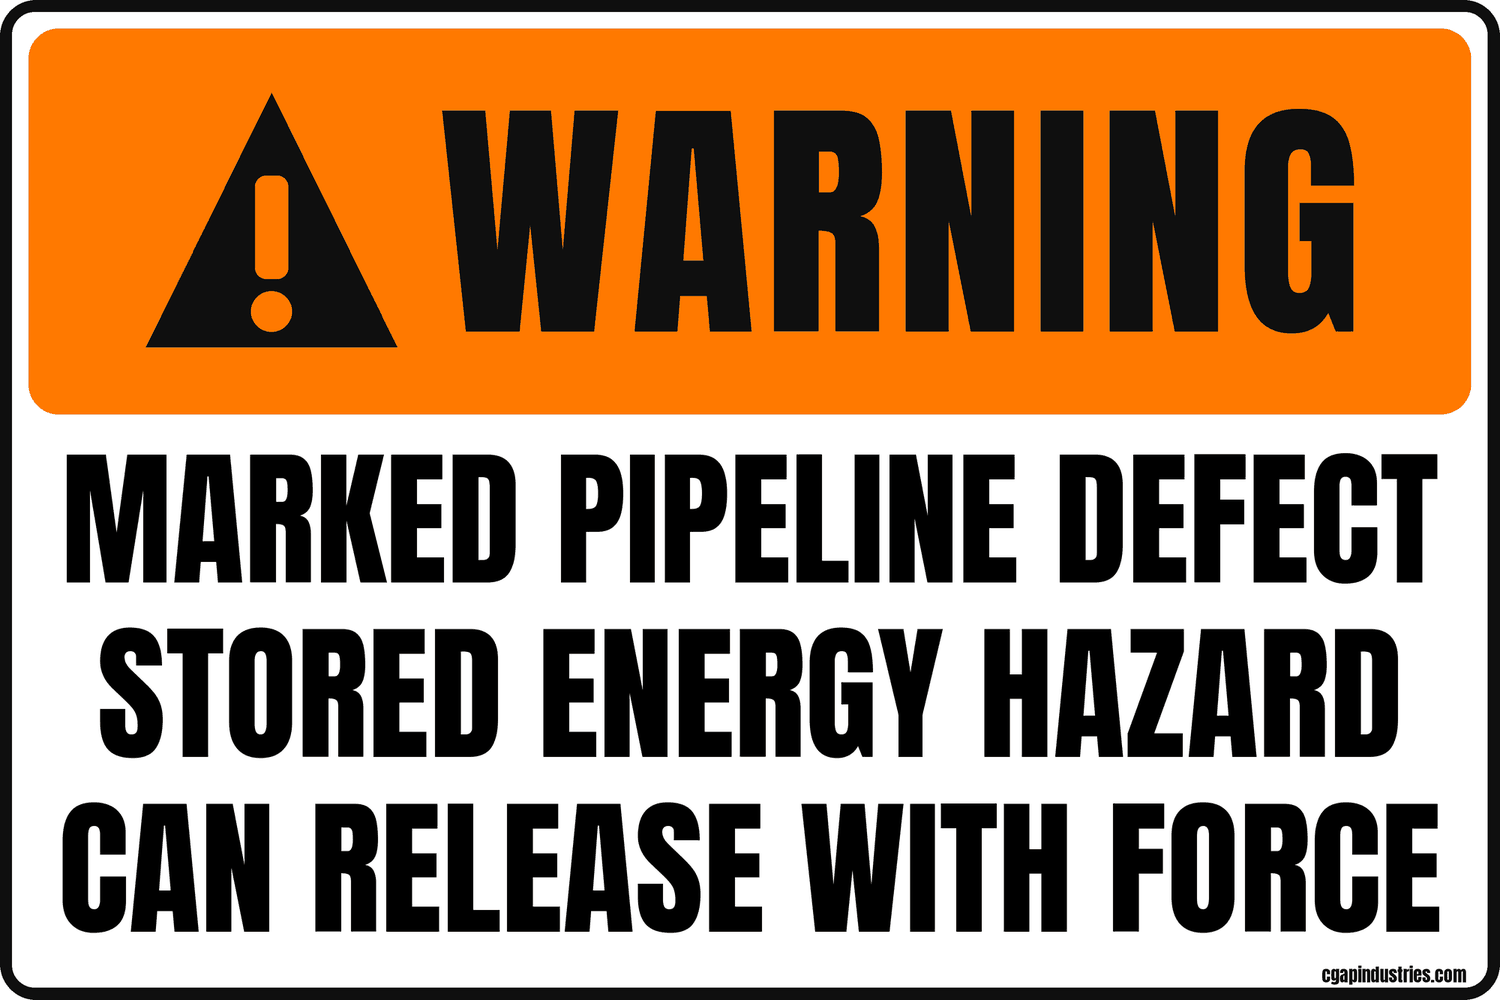 WARNING
MARKED PIPELINE DEFECT
STORED ENERGY HAZARD
CAN RELEASE WITH FORCE
cgapindustries.com